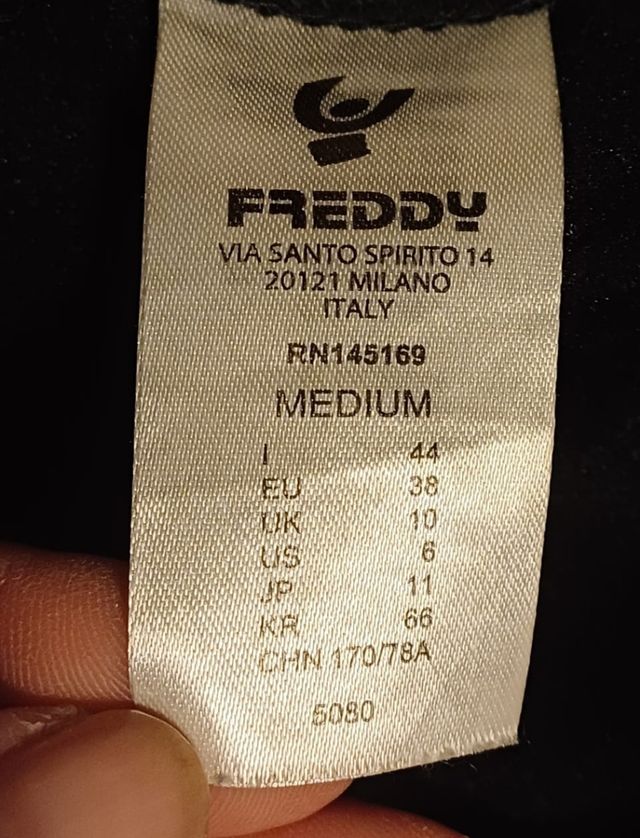 FREDDY
VIA SANTO SPIRITO 14
20121 MILANO
ITALY
RN145169
MEDIUM
I 44
EU 38
UK 10
US 6
JP 11
KR 66
CHN 170/78A
5080